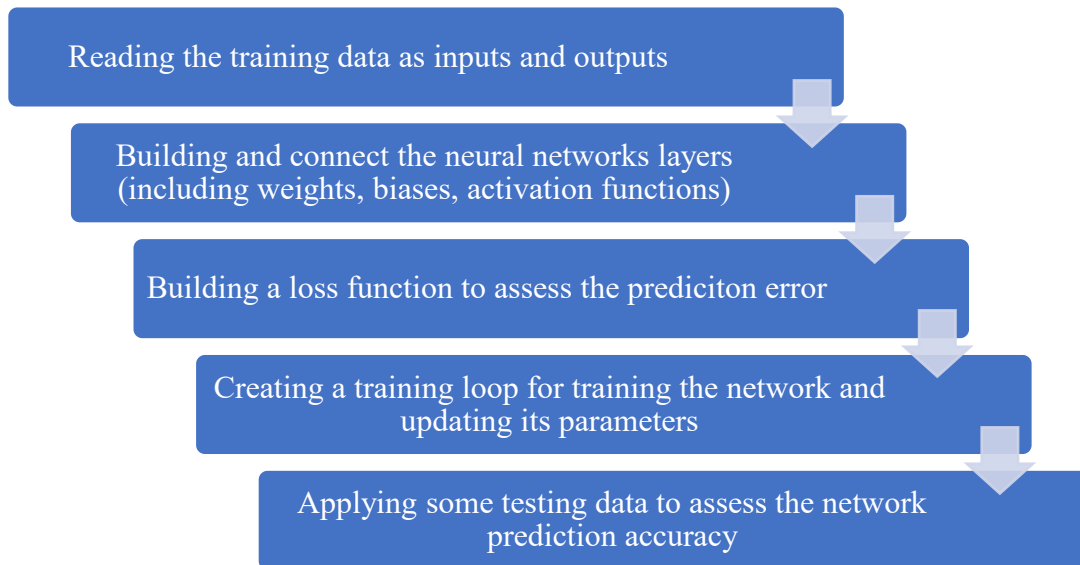 Reading the training data as inputs and outputs
Building and connect the neural networks layers
(including weights, biases, activation functions)
Building a loss function to assess the prediciton error
Creating a training loop for training the network and
updating its parameters
Applying some testing data to assess the network
prediction accuracy